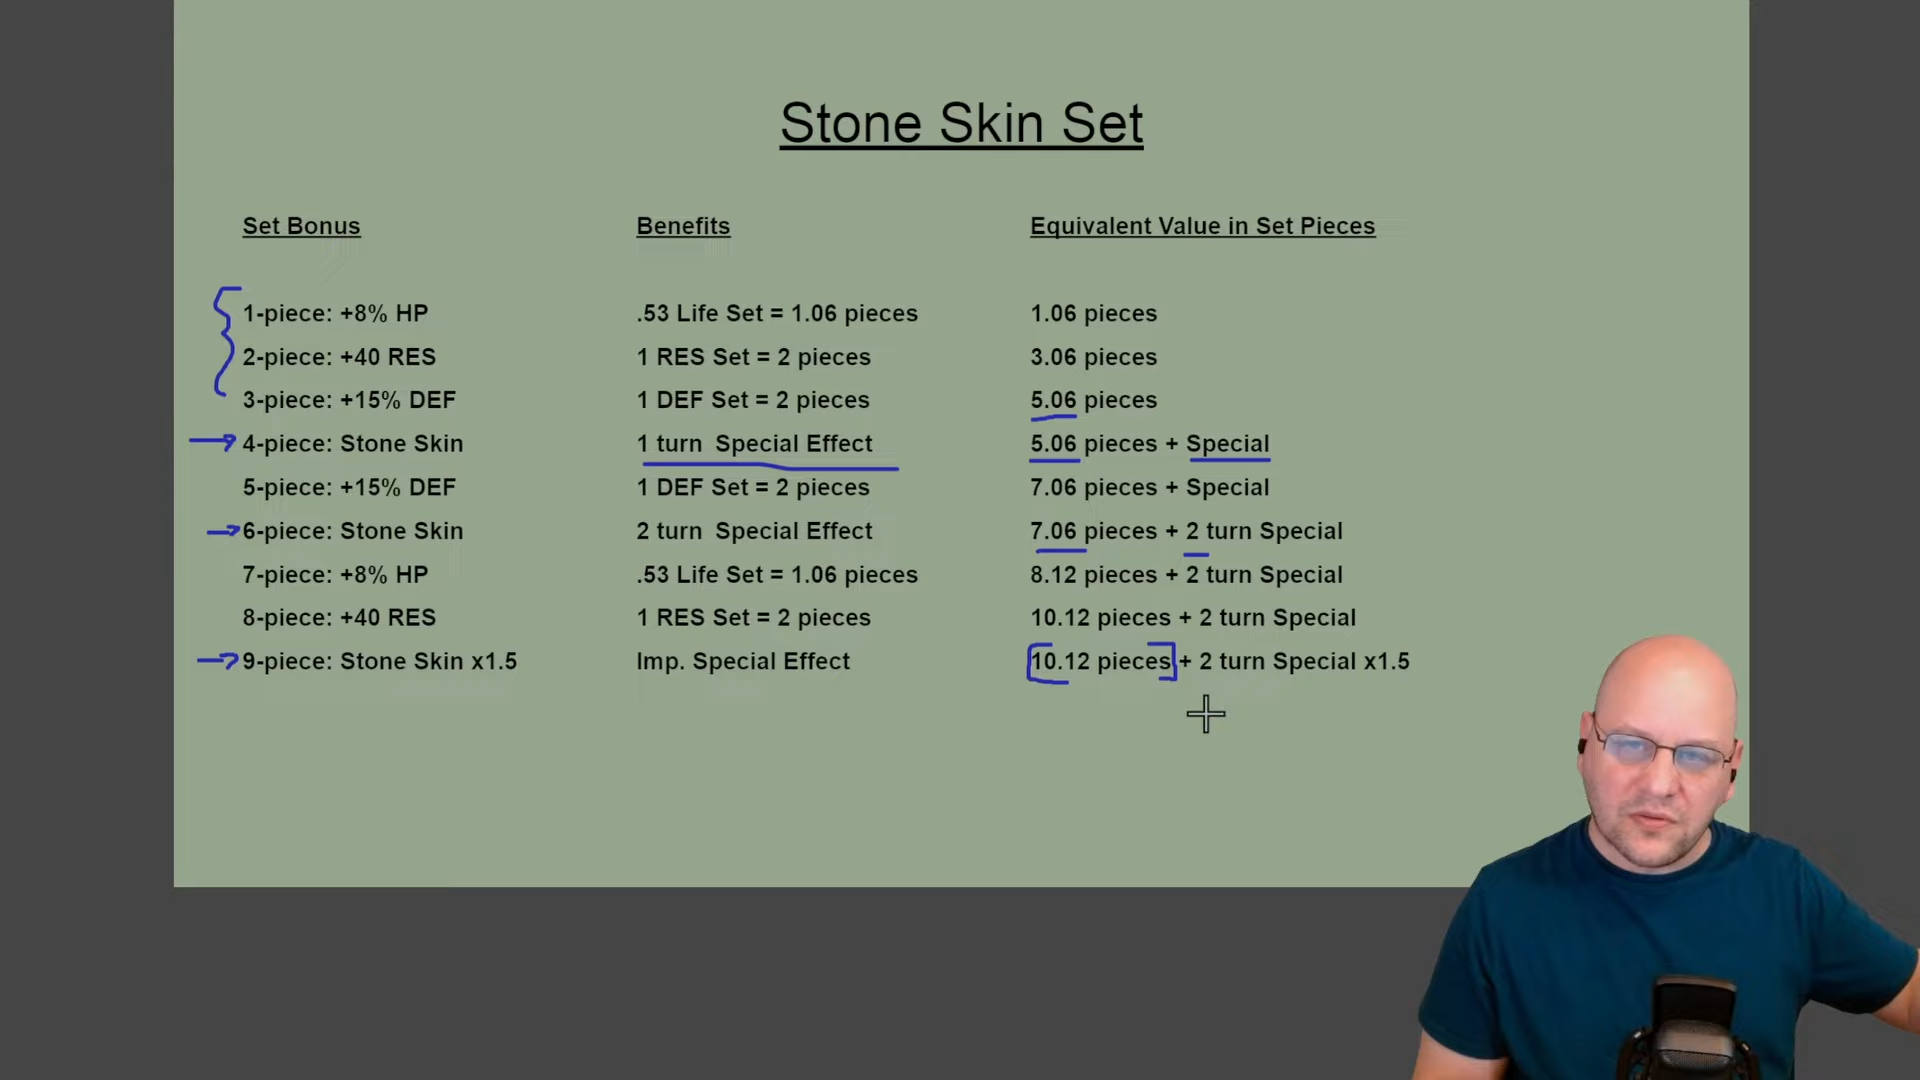 Stone Skin Set
Set Bonus Benefits Equivalent Value in Set Pieces
1-piece: +8% HP .53 Life Set = 1.06 pieces 1.06 pieces
2-piece: +40 RES 1 RES Set = 2 pieces 3.06 pieces
3-piece: +15% DEF 1 DEF Set = 2 pieces 5.06 pieces
4-piece: Stone Skin 1 turn Special Effect 5.06 pieces + Special
5-piece: +15% DEF 1 DEF Set = 2 pieces 7.06 pieces + Special
6-piece: Stone Skin 2 turn Special Effect 7.06 pieces + 2 turn Special
7-piece: +8% HP .53 Life Set = 1.06 pieces 8.12 pieces + 2 turn Special
8-piece: +40 RES 1 RES Set = 2 pieces 10.12 pieces + 2 turn Special
9-piece: Stone Skin x1.5 Imp. Special Effect 10.12 pieces + 2 turn Special x1.5